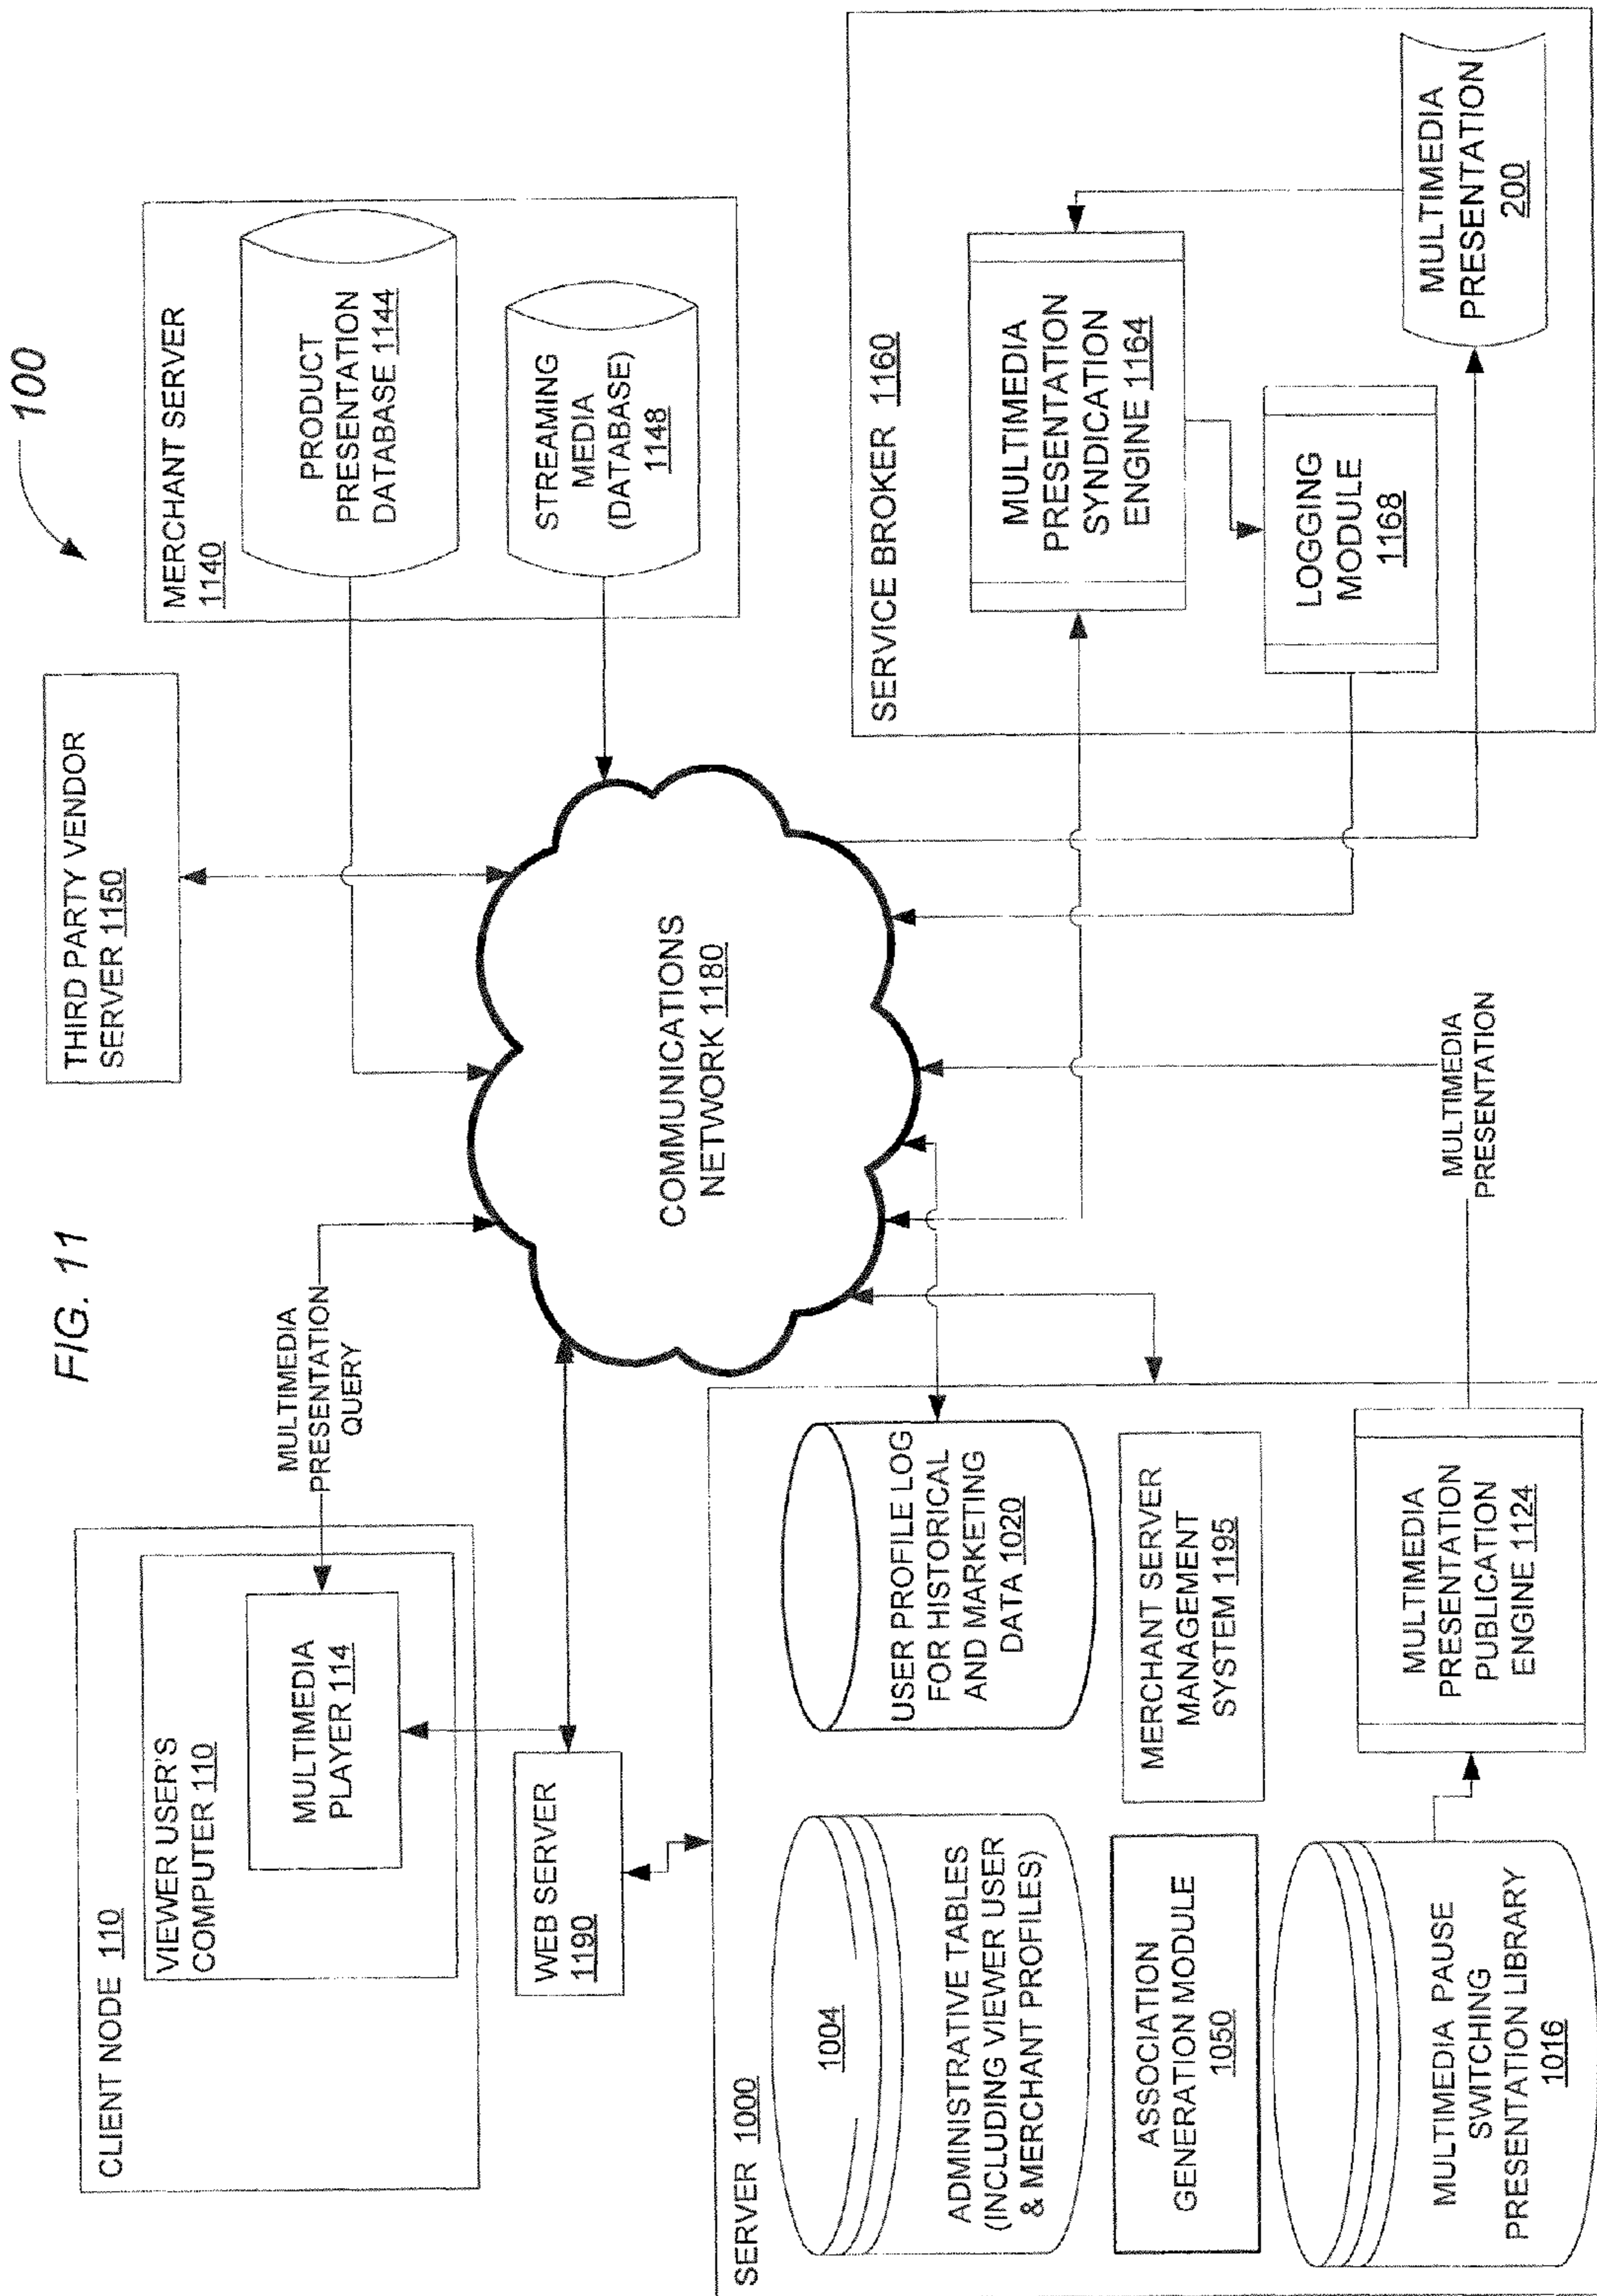 FIG. 11
100
CLIENT NODE 110
VIEWER USER'S
COMPUTER 110
MULTIMEDIA
PLAYER 114
MULTIMEDIA
PRESENTATION
QUERY
THIRD PARTY VENDOR
SERVER 1150
MERCHANT SERVER
1140
PRODUCT
PRESENTATION
DATABASE 1144
STREAMING
MEDIA
(DATABASE)
1148
WEB SERVER
1190
COMMUNICATIONS
NETWORK 1180
SERVER 1000
1004
ADMINISTRATIVE TABLES
(INCLUDING VIEWER USER
& MERCHANT PROFILES)
USER PROFILE LOG
FOR HISTORICAL
AND MARKETING
DATA 1020
ASSOCIATION
GENERATION MODULE
1050
MERCHANT SERVER
MANAGEMENT
SYSTEM 1195
MULTIMEDIA PAUSE
SWITCHING
PRESENTATION LIBRARY
1016
MULTIMEDIA
PRESENTATION
PUBLICATION
ENGINE 1124
MULTIMEDIA
PRESENTATION
SERVICE BROKER 1160
MULTIMEDIA
PRESENTATION
SYNDICATION
ENGINE 1164
LOGGING
MODULE
1168
MULTIMEDIA
PRESENTATION
200